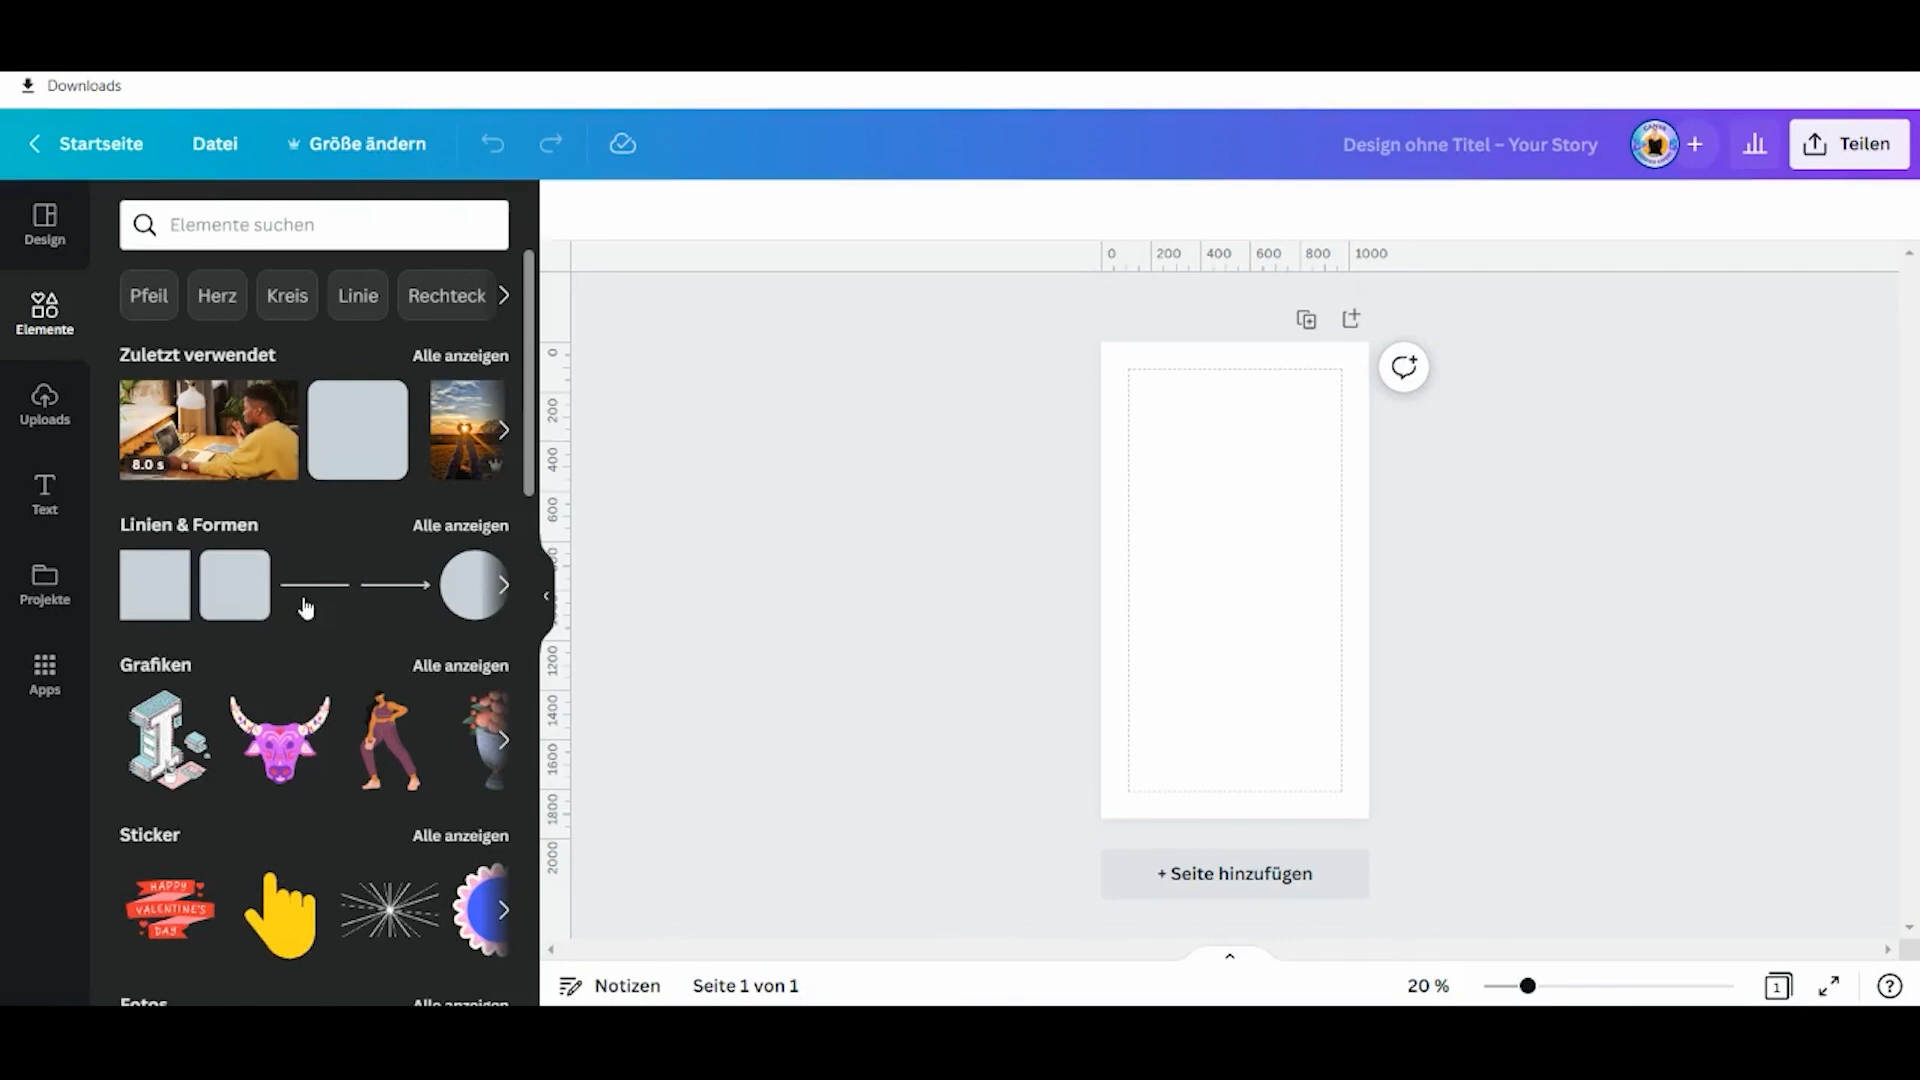 Downloads
Startseite Datei Größe ändern Design ohne Titel – Your Story + Teilen
Design
Elemente
Uploads
Text
Projekte
Apps
Elemente suchen
Pfeil Herz Kreis Linie Rechteck
Zuletzt verwendet Alle anzeigen
8.0 s
Linien & Formen Alle anzeigen
Grafiken Alle anzeigen
Sticker Alle anzeigen
HAPPY
VALENTINE'S
DAY
Fotos Alle anzeigen
0 200 400 600 800 1000
0
200
400
600
1200
1400
1600
1800
2000
+ Seite hinzufügen
Notizen Seite 1 von 1 20 % 1 ?